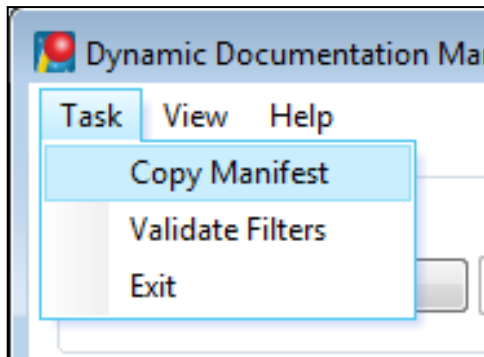 Dynamic Documentation Ma
Task View Help
Copy Manifest
Validate Filters
Exit